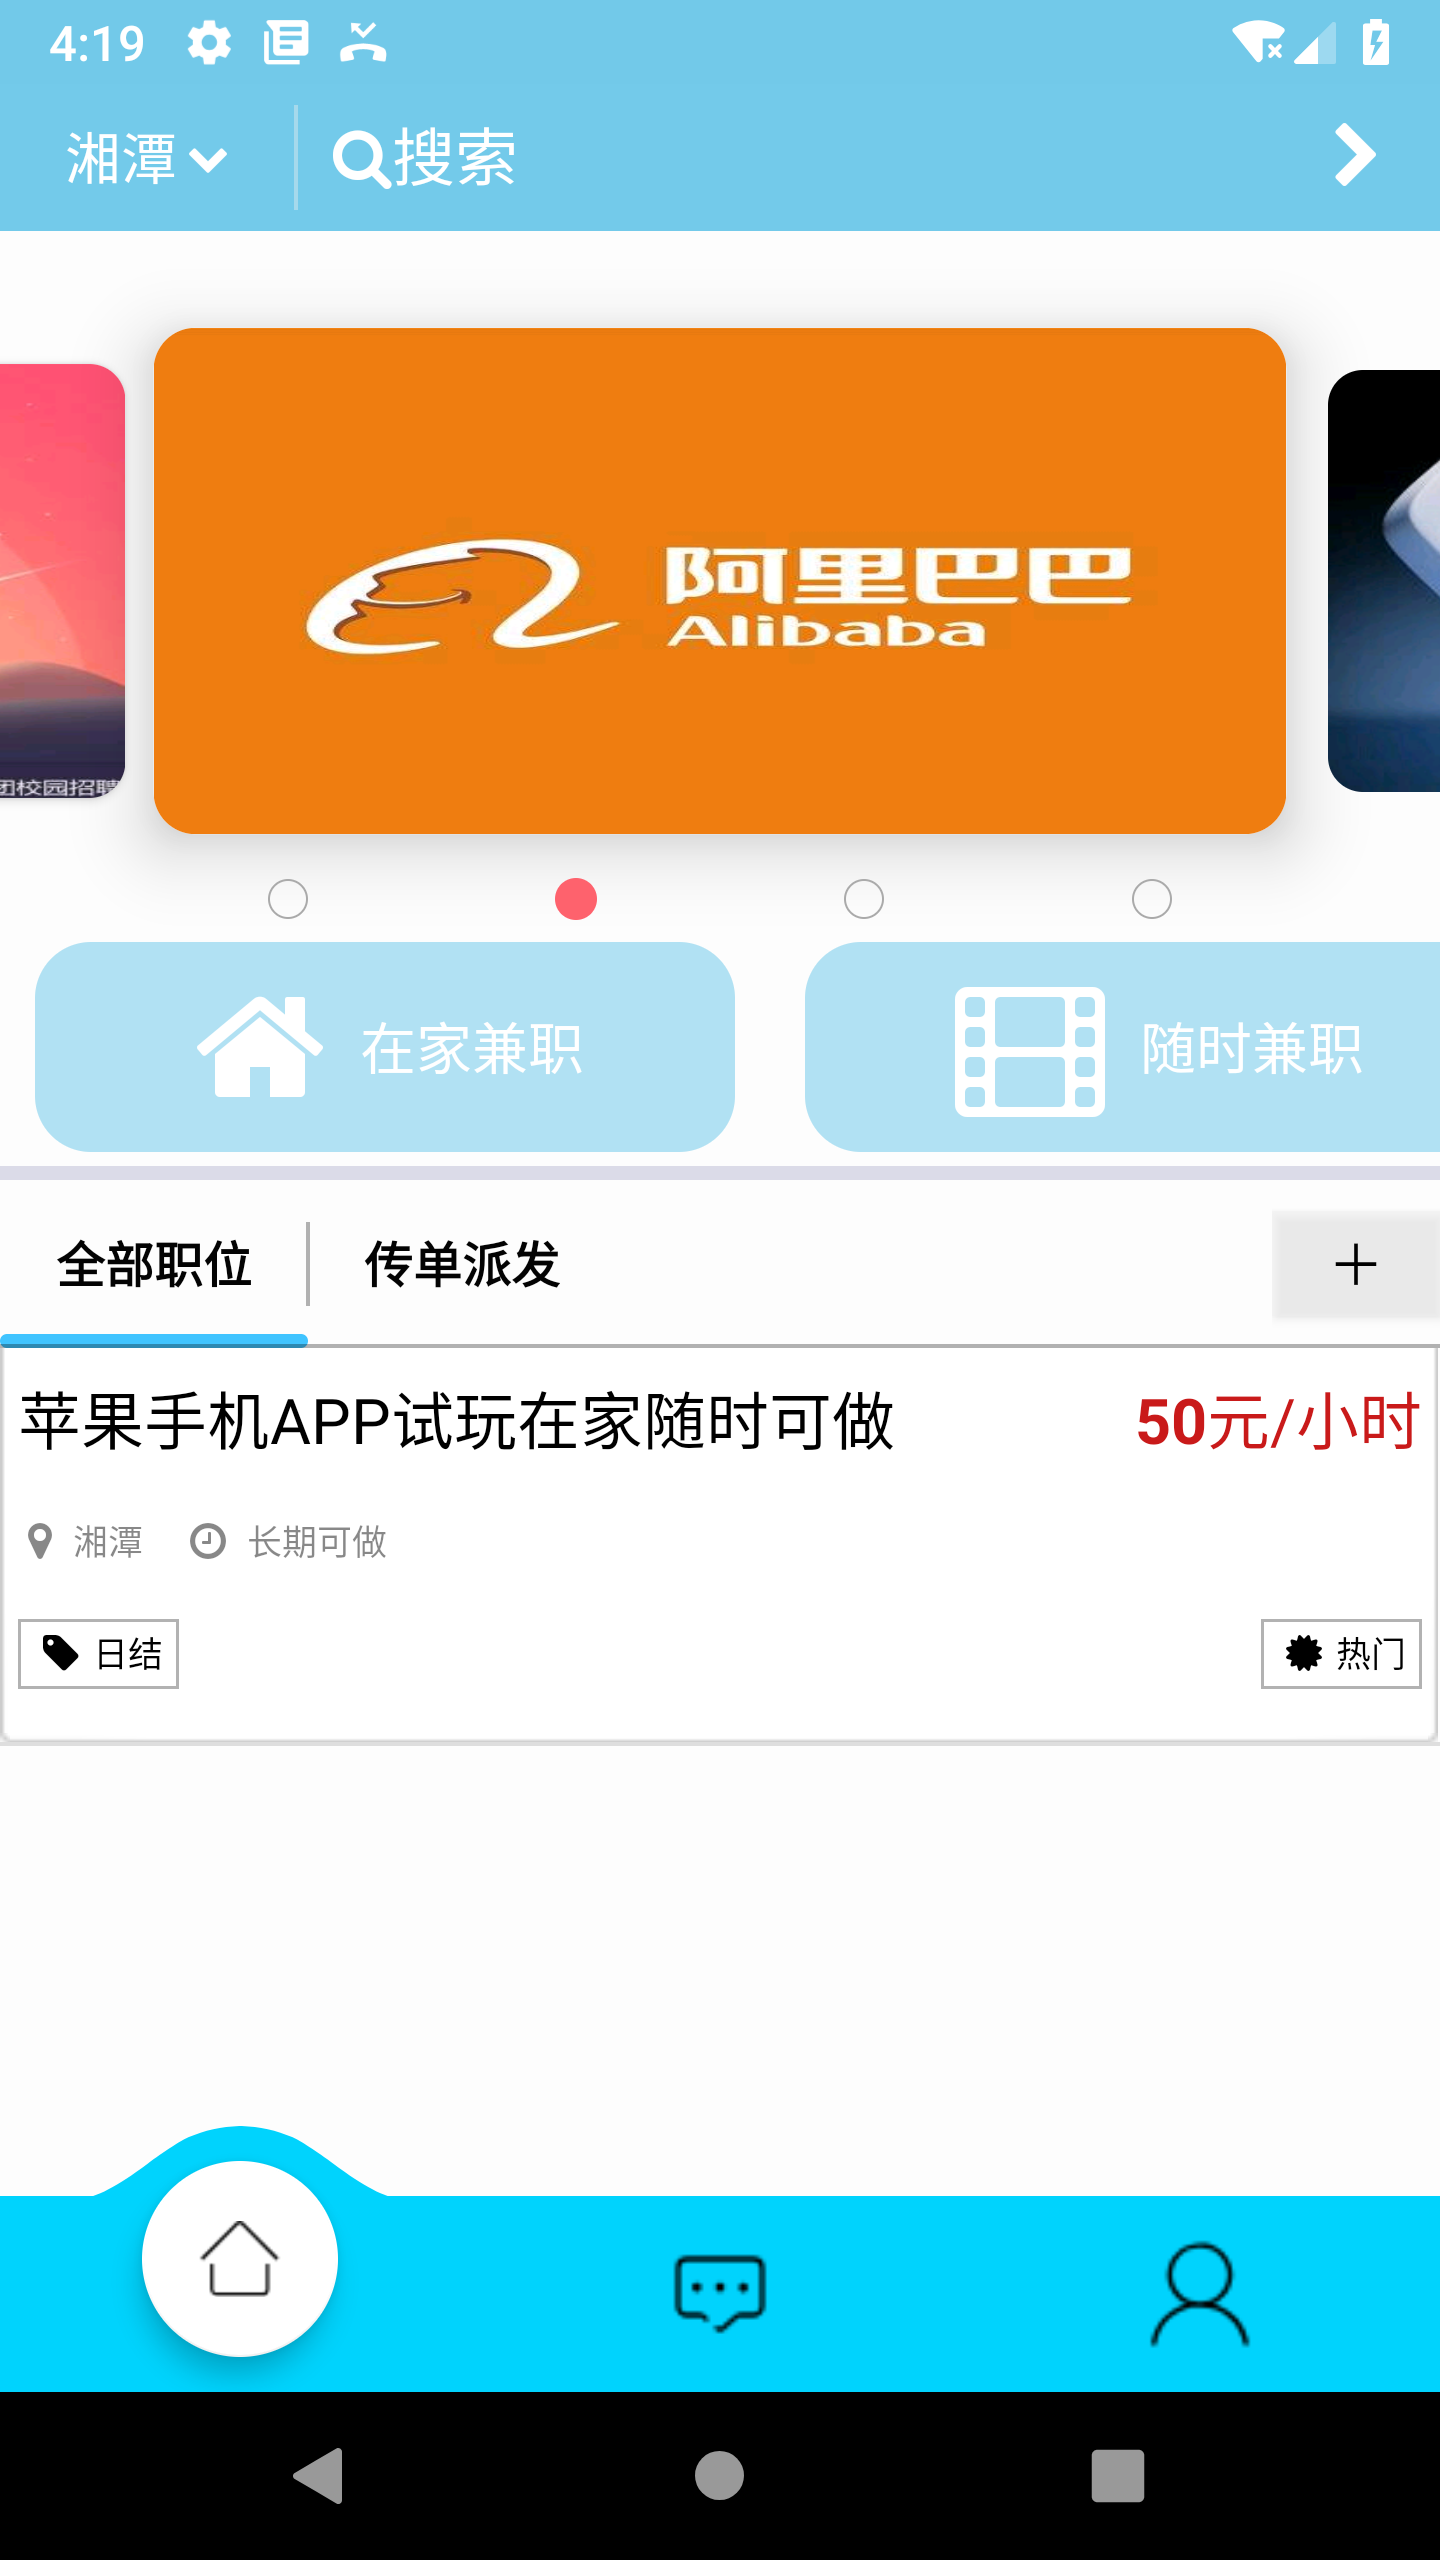 4:19
湘潭 搜索
阿里巴巴
Alibaba
团校园招聘
在家兼职 随时兼职
全部职位 传单派发 +
苹果手机APP试玩在家随时可做 50元/小时
湘潭 长期可做
日结 热门